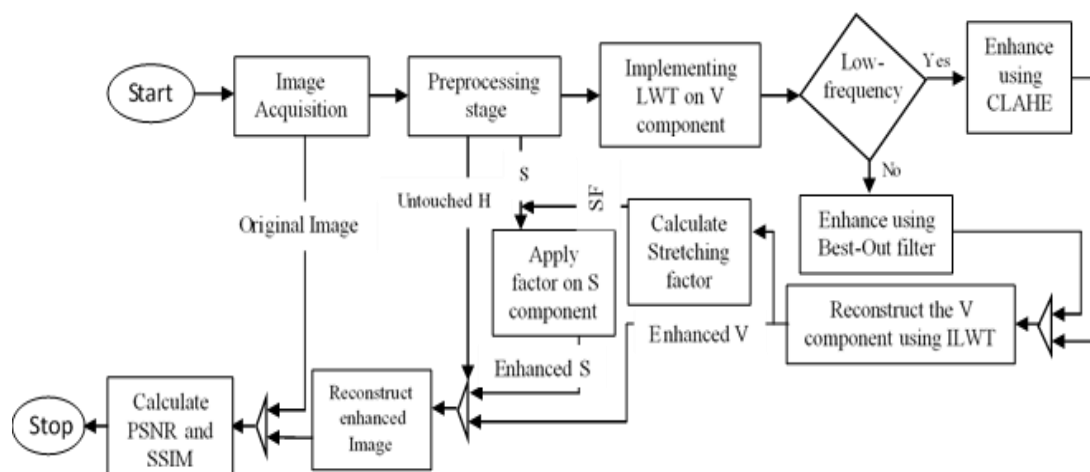 Start
Image
Acquisition
Preprocessing
stage
Implementing
LWT on V
component
Low-
frequency
Yes
Enhance
using
CLAHE
No
S
Untouched H
Original Image
SF
Apply
factor on S
component
Calculate
Stretching
factor
Enhance using
Best-Out filter
Reconstruct the V
component using ILWT
Enhanced V
Enhanced S
Reconstruct
enhanced
Image
Calculate
PSNR and
SSIM
Stop